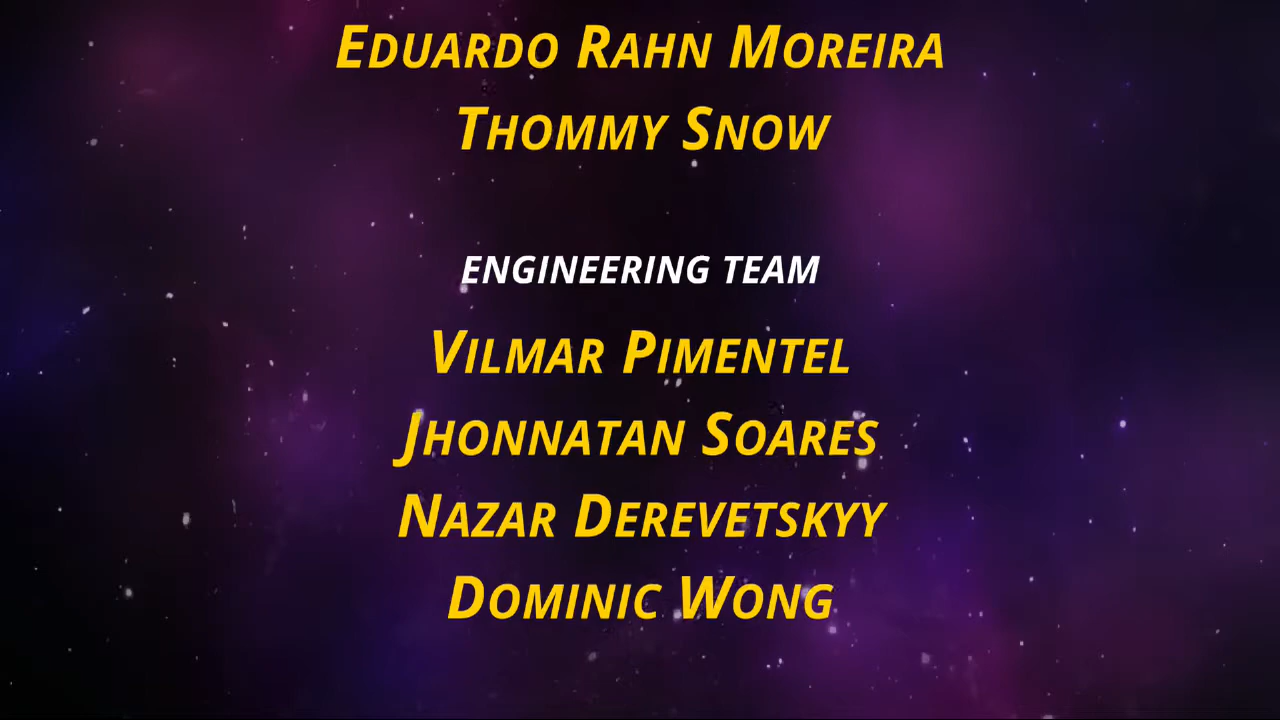 Eduardo Rahn Moreira
Thommy Snow
ENGINEERING TEAM
Vilmar Pimentel
Jhonnatan Soares
Nazar Derevetskyy
Dominic Wong